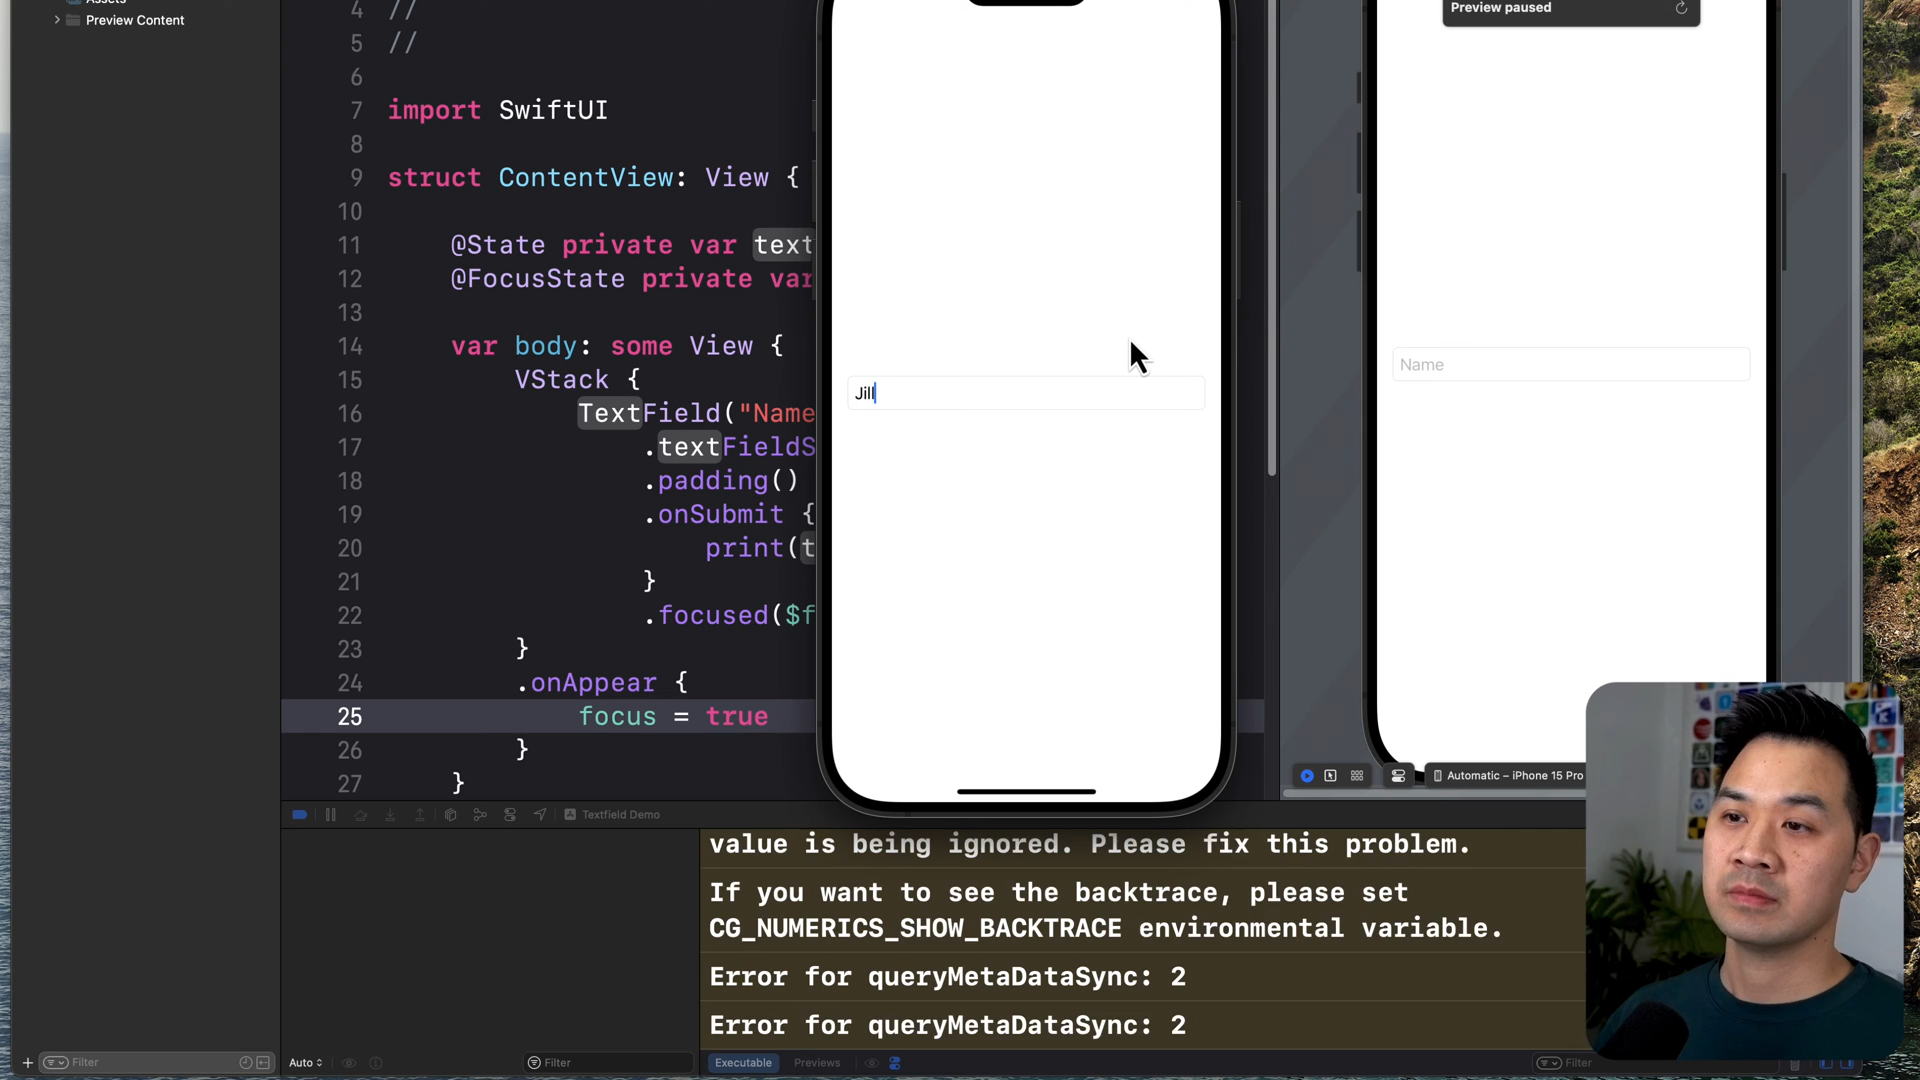 Assets
Preview Content
4 //
5 //
6
7 import SwiftUI
8
9 struct ContentView: View {
10
11 @State private var text
12 @FocusState private var
13
14 var body: some View {
15 VStack {
16 TextField("Name
17 .textFieldS
18 .padding()
19 .onSubmit {
20 print(t
21 }
22 .focused($f
23 }
24 .onAppear {
25 focus = true
26 }
27 }
Jill
Preview paused
Name
Automatic – iPhone 15 Pro
Textfield Demo
value is being ignored. Please fix this problem.
If you want to see the backtrace, please set
CG_NUMERICS_SHOW_BACKTRACE environmental variable.
Error for queryMetaDataSync: 2
Error for queryMetaDataSync: 2
Filter
Auto
Filter
Executable
Previews
Filter